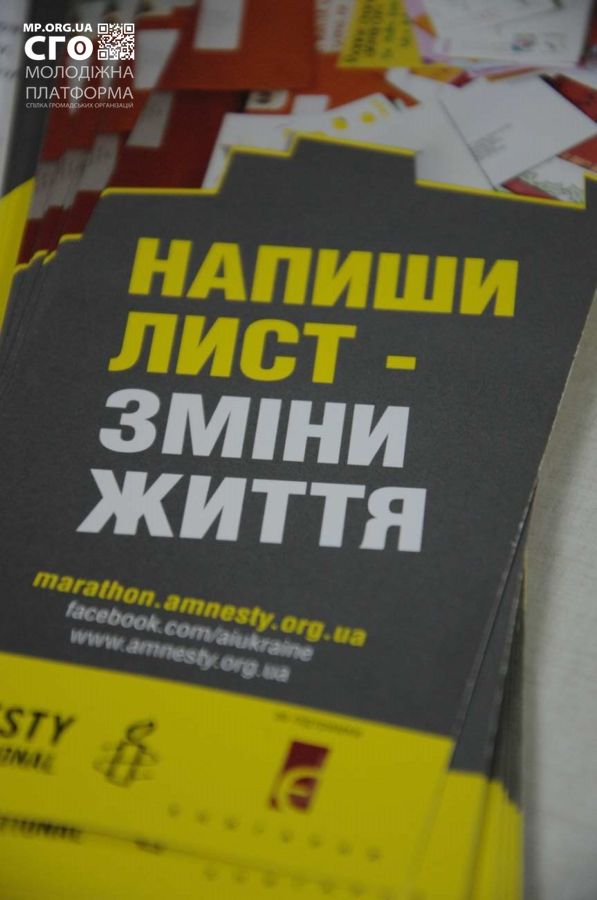 MP.ORG.UA
СГО
МОЛОДІЖНА
ПЛАТФОРМА
СПІЛКА ГРОМАДСЬКИХ ОРГАНІЗАЦІЙ
НАПИШИ
ЛИСТ -
ЗМІНИ
ЖИТТЯ
marathon.amnesty.org.ua
facebook.com/aiukraine
www.amnesty.org.ua